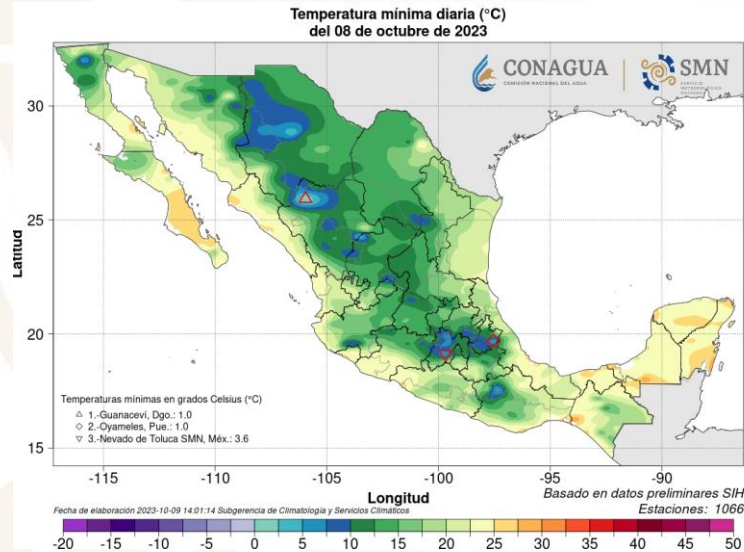 Temperatura mínima diaria (°C)
del 08 de octubre de 2023
CONAGUA
COMISIÓN NACIONAL DEL AGUA
SMN
SERVICIO
METEOROLÓGICO
NACIONAL
30
25
20
15
Latitud
Temperaturas mínimas en grados Celsius (°C)
1.-Guanaceví, Dgo.: 1.0
2.-Oyameles, Pue.: 1.0
3.-Nevado de Toluca SMN, Méx.: 3.6
-115 -110 -105 -100 -95 -90
Longitud
Basado en datos preliminares SIH
Fecha de elaboración 2023-10-09 14:01:14 Subgerencia de Climatología y Servicios Climáticos
Estaciones: 1066
-20 -15 -10 -5 0 5 10 15 20 25 30 35 40 45 50